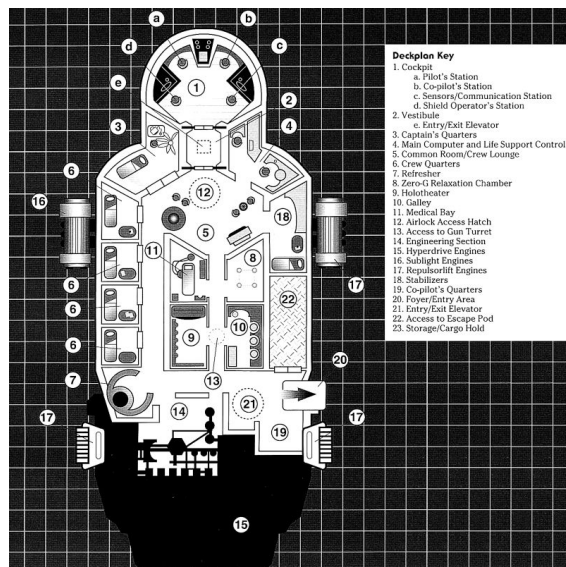 a
b
d
c
e
1
2
3
4
6
16
12
18
5
11
8
17
6
22
6
9
10
6
13
20
7
14
21
17
17
19
15
Deckplan Key
1. Cockpit
a. Pilot's Station
b. Co-pilot's Station
c. Sensors/Communication Station
d. Shield Operator's Station
2. Vestibule
e. Entry/Exit Elevator
3. Captain's Quarters
4. Main Computer and Life Support Control
5. Common Room/Crew Lounge
6. Crew Quarters
7. Refresher
8. Zero-G Relaxation Chamber
9. Holotheater
10. Galley
11. Medical Bay
12. Airlock Access Hatch
13. Access to Gun Turret
14. Engineering Section
15. Hyperdrive Engines
16. Sublight Engines
17. Repulsorlift Engines
18. Stabilizers
19. Co-pilot's Quarters
20. Foyer/Entry Area
21. Entry/Exit Elevator
22. Access to Escape Pod
23. Storage/Cargo Hold